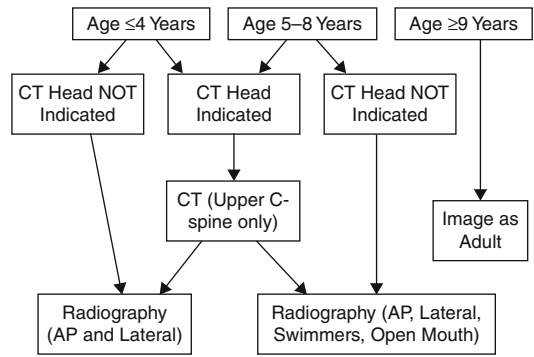 Age ≤4 Years
Age 5–8 Years
Age ≥9 Years
CT Head NOT
Indicated
CT Head
Indicated
CT Head NOT
Indicated
CT (Upper C-
spine only)
Image as
Adult
Radiography
(AP and Lateral)
Radiography (AP, Lateral,
Swimmers, Open Mouth)